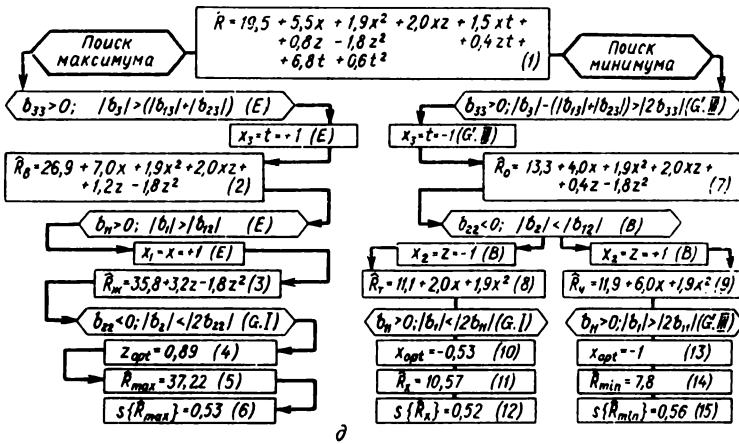 R̂ = 19,5 + 5,5x + 1,9x² + 2,0xz + 1,5xt +
+0,8z − 1,8z² + 0,4zt +
+6,8t + 0,6t² (1)
Поиск
максимума
Поиск
минимума
b₃₃>0; |b₃|>(|b₁₃|+|b₂₃|) (E)
b₃₃>0; |b₃|−(|b₁₃|+|b₂₃|)>|2b₃₃|(G'.III)
x₃=t=+1 (E)
x₃=t=−1(G'.III)
R̂в=26,9 + 7,0x + 1,9x² + 2,0xz +
+1,2z − 1,8z² (2)
R̂о= 13,3 + 4,0x + 1,9x² + 2,0xz +
+0,4z − 1,8z² (7)
b₁₁>0; |b₁|>|b₁₂| (E)
b₂₂<0; |b₂|<|b₁₂| (B)
x₁=x=+1 (E)
x₂=z=−1 (B)
x₂=z=+1 (B)
R̂ж=35,8+3,2z−1,8z² (3)
R̂т=11,1 + 2,0x + 1,9x² (8)
R̂ч=11,9 + 6,0x + 1,9x² (9)
b₂₂<0; |b₂|<|2b₂₂| (G.I)
b₁₁>0; |b₁|<|2b₁₁|(G.I)
b₁₁>0; |b₁|>|2b₁₁|(G'.III)
z opt = 0,89 (4)
x opt = −0,53 (10)
x opt = −1 (13)
R̂max = 37,22 (5)
R̂x = 10,57 (11)
R̂min = 7,8 (14)
s{R̂max}=0,53 (6)
s{R̂x}=0,52 (12)
s{R̂min}=0,56 (15)
д